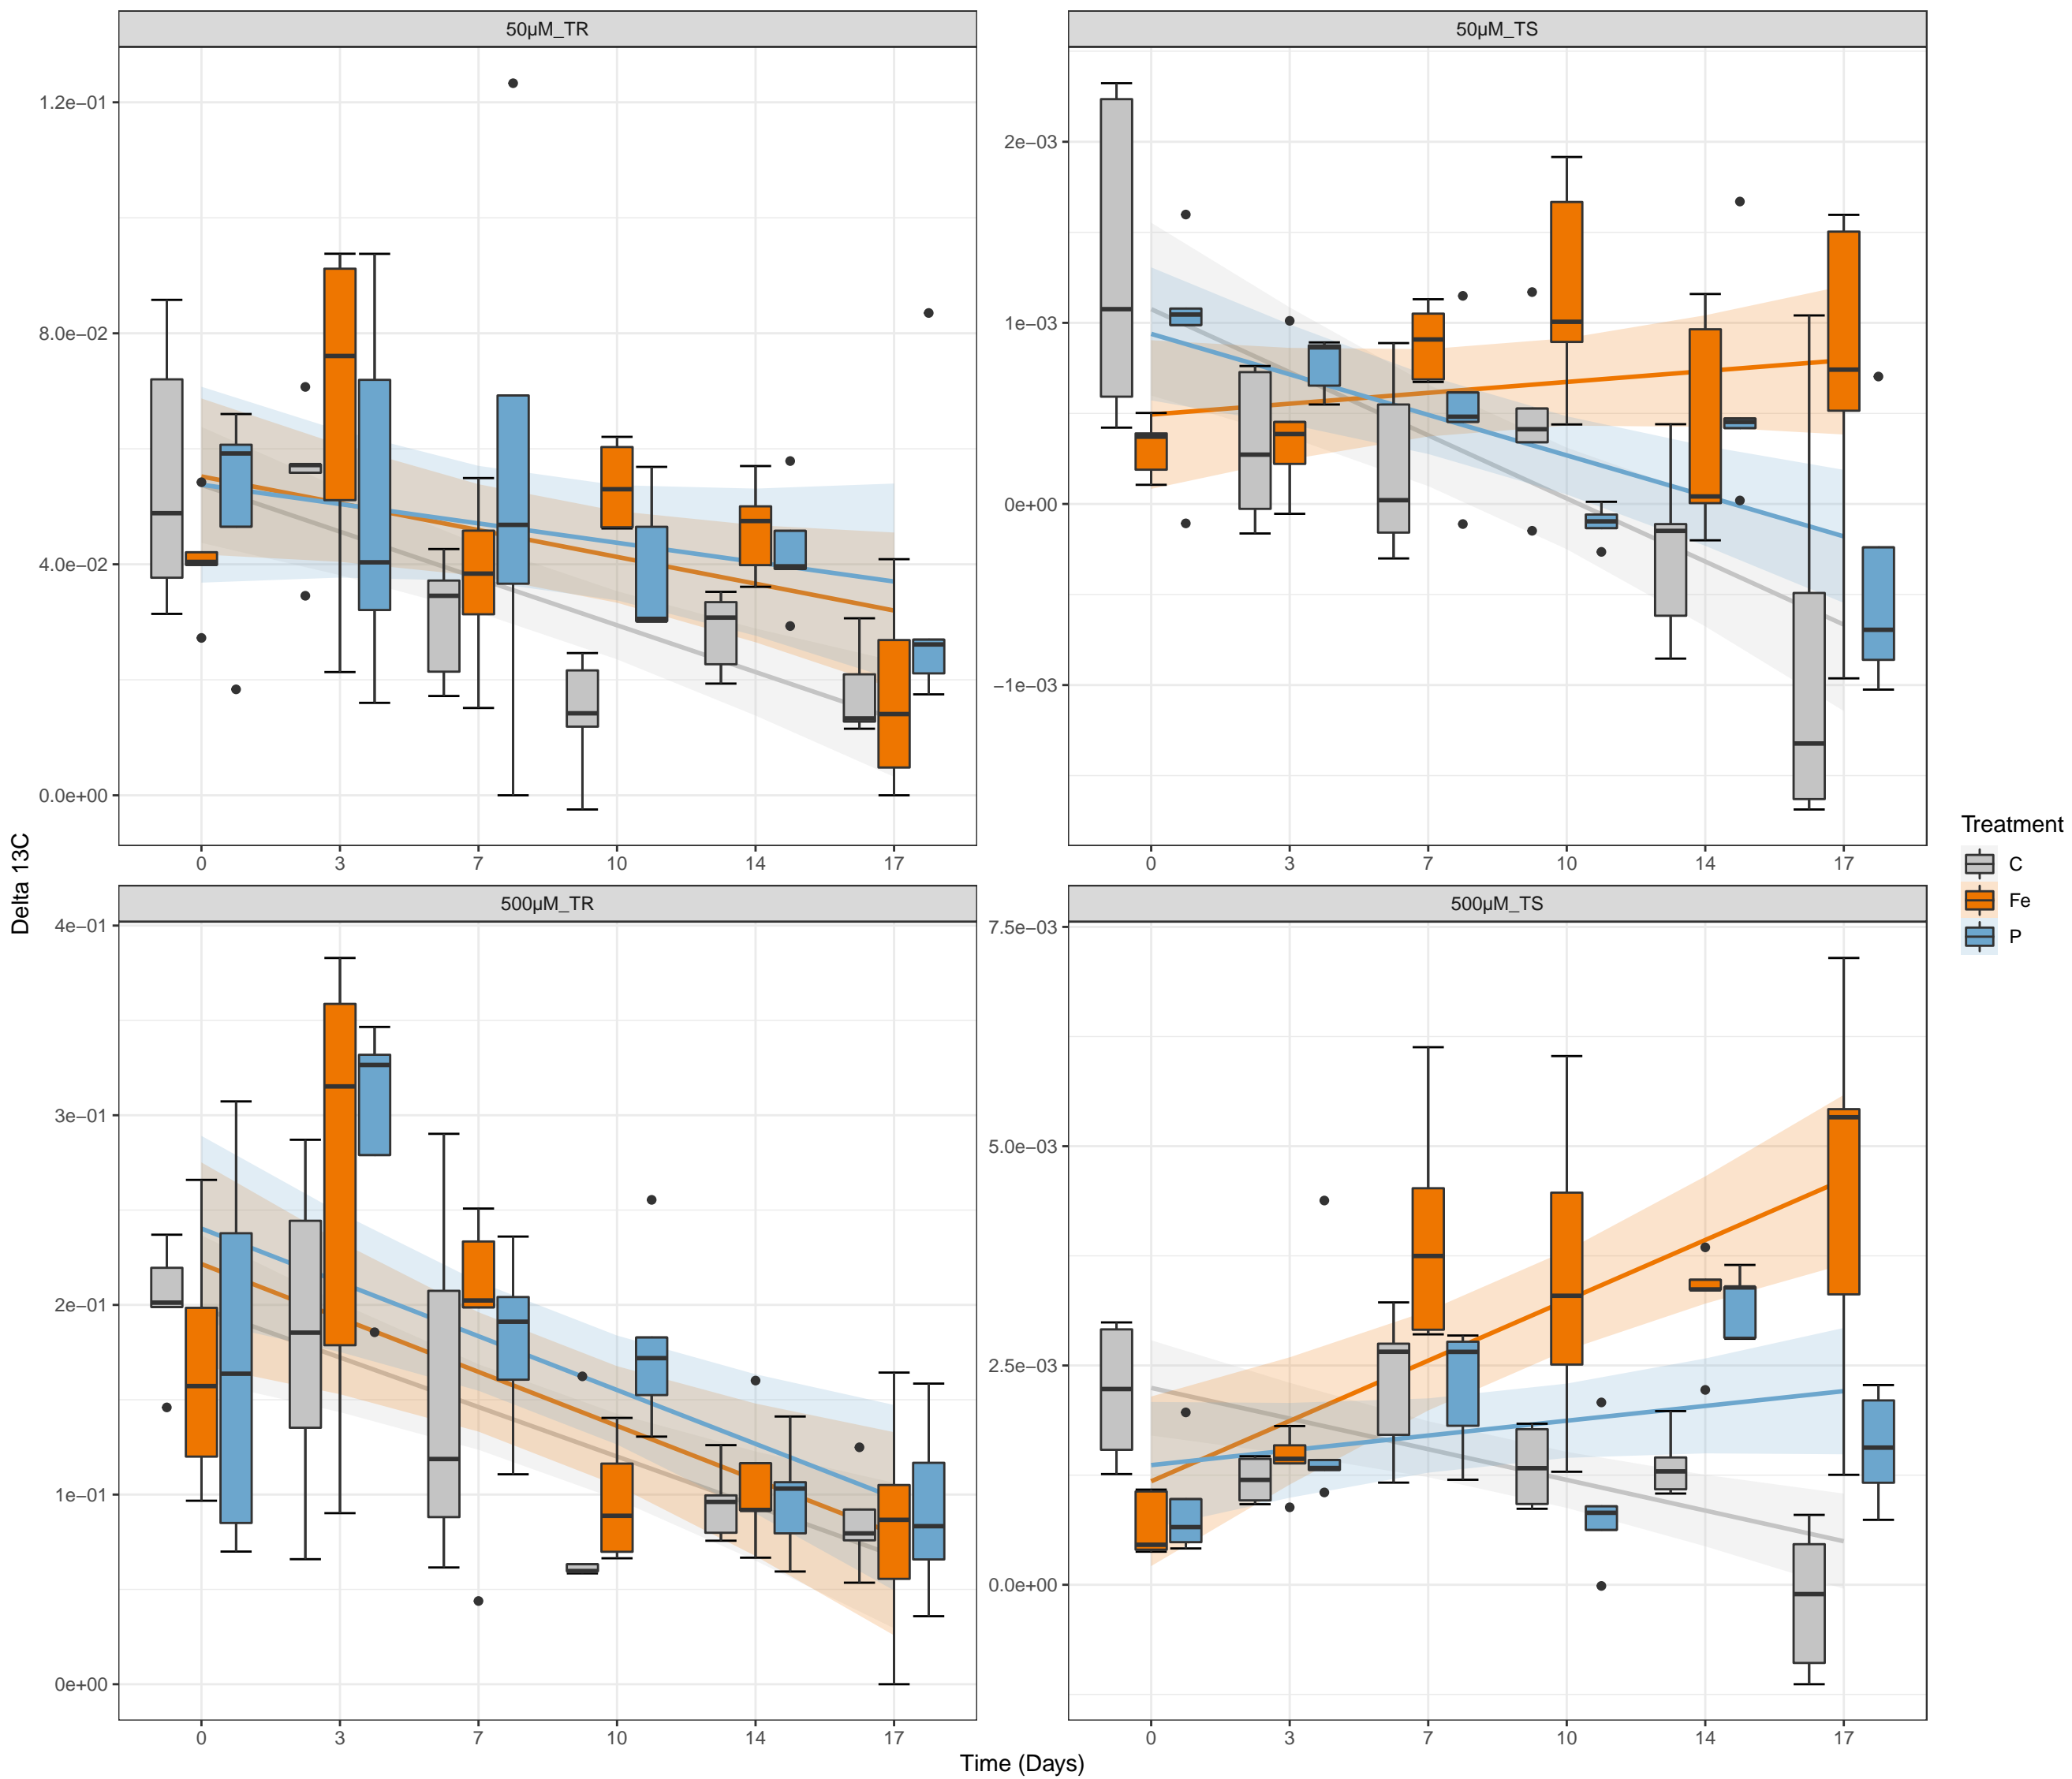 50µM_TR
50µM_TS
1.2e−01
8.0e−02
4.0e−02
0.0e+00
0 3 7 10 14 17
2e−03
1e−03
0e+00
−1e−03
0 3 7 10 14 17
Delta 13C
500µM_TR
500µM_TS
4e−01
3e−01
2e−01
1e−01
0e+00
0 3 7 10 14 17
7.5e−03
5.0e−03
2.5e−03
0.0e+00
0 3 7 10 14 17
Time (Days)
Treatment
C
Fe
P